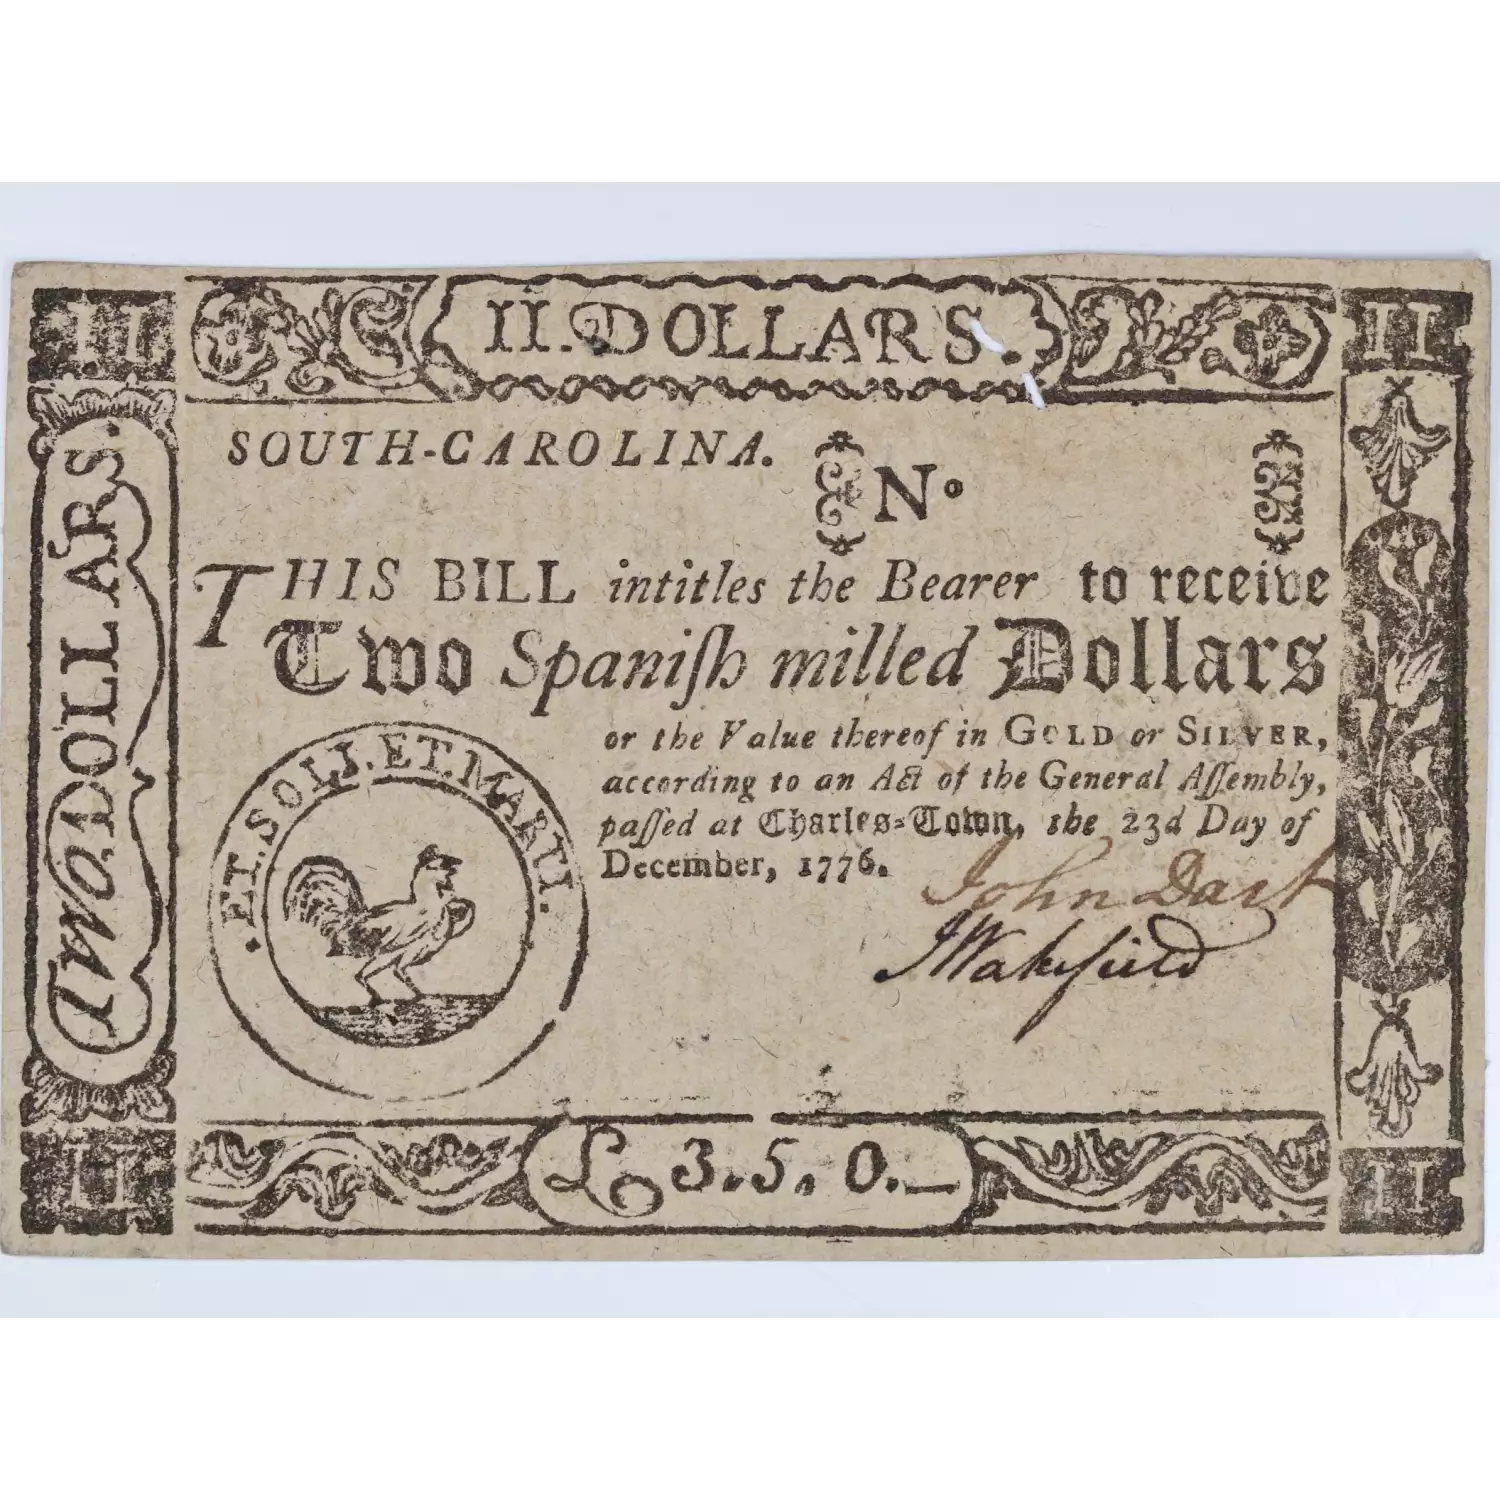 II
II. DOLLARS.
II
TWO DOLLARS.
SOUTH-CAROLINA.
No
THIS BILL intitles the Bearer to receive
Two Spaniſh milled Dollars
or the Value thereof in GOLD or SILVER,
according to an Act of the General Aſſembly,
paſſed at Charles-Town, the 23d Day of
December, 1776.
.ET.SOLI.ET.MARTI.
John Dart
JWakefield
II
£ 3.5.0.—
II